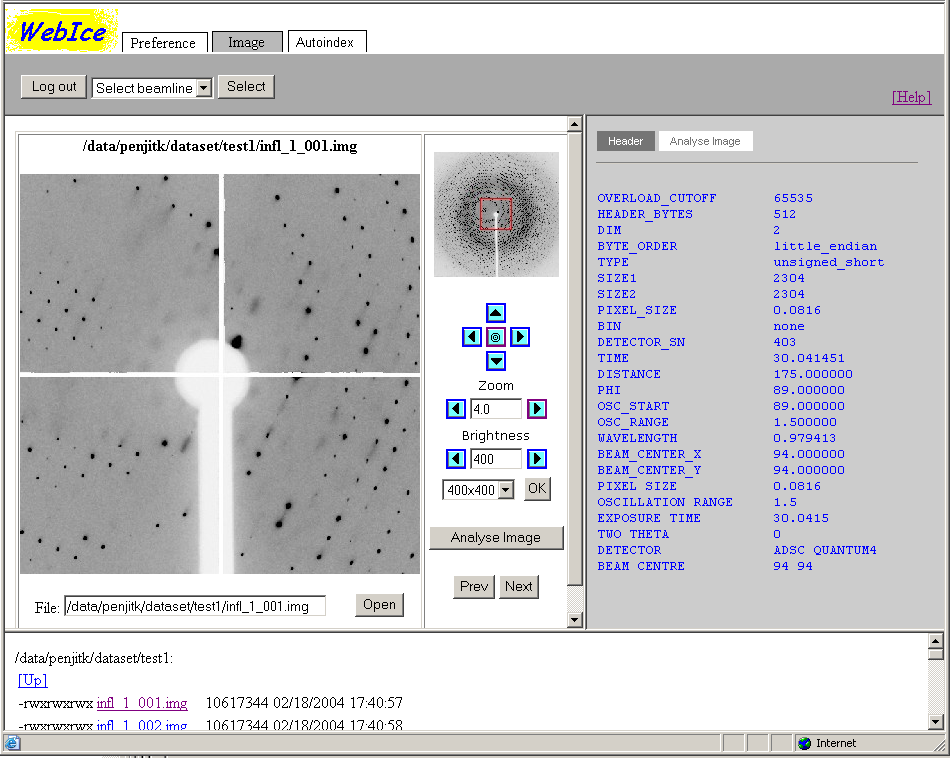 WebIce
Preference Image Autoindex
Log out Select beamline Select
[Help]
/data/penjitk/dataset/test1/infl_1_001.img
Zoom
4.0
Brightness
400
400x400 OK
Analyse Image
Prev Next
File: /data/penjitk/dataset/test1/infl_1_001.img Open
Header Analyse Image
OVERLOAD_CUTOFF 65535
HEADER_BYTES 512
DIM 2
BYTE_ORDER little_endian
TYPE unsigned_short
SIZE1 2304
SIZE2 2304
PIXEL_SIZE 0.0816
BIN none
DETECTOR_SN 403
TIME 30.041451
DISTANCE 175.000000
PHI 89.000000
OSC_START 89.000000
OSC_RANGE 1.500000
WAVELENGTH 0.979413
BEAM_CENTER_X 94.000000
BEAM_CENTER_Y 94.000000
PIXEL SIZE 0.0816
OSCILLATION RANGE 1.5
EXPOSURE TIME 30.0415
TWO THETA 0
DETECTOR ADSC QUANTUM4
BEAM CENTRE 94 94
/data/penjitk/dataset/test1:
[Up]
-rwxrwxrwx infl_1_001.img 10617344 02/18/2004 17:40:57
-rwxrwxrwx infl_1_002.img 10617344 02/18/2004 17:40:58
Internet